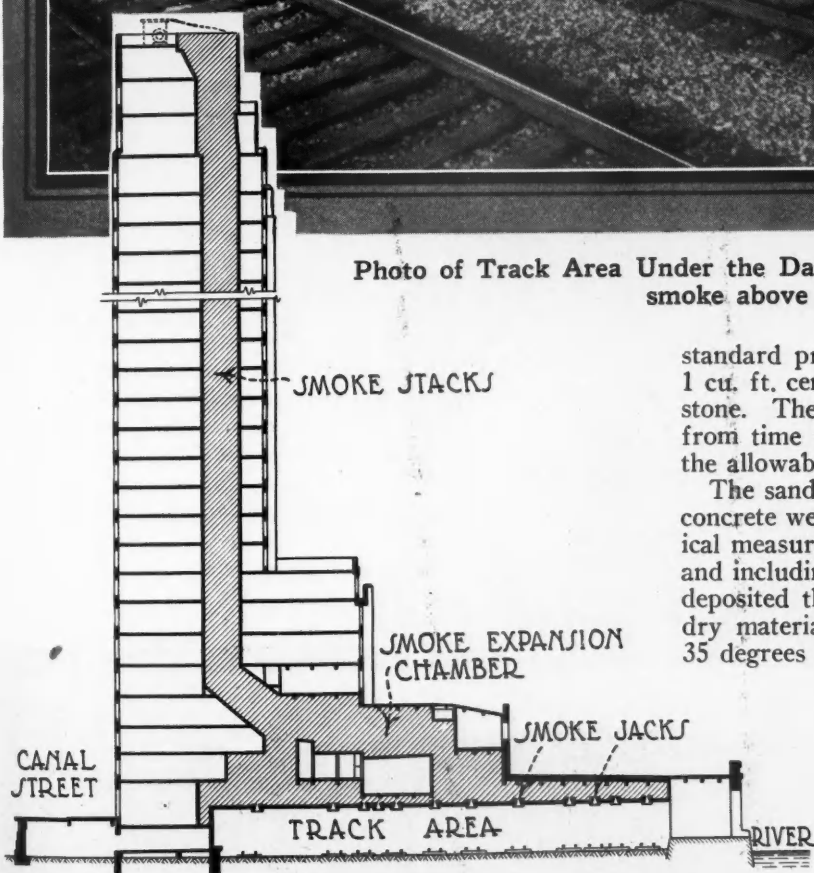 Photo of Track Area Under the Da
smoke above
standard pr
1 cu. ft. cer
stone. The
from time
the allowab
The sand
concrete we
ical measur
and includin
deposited th
dry materia
35 degrees
SMOKE STACKS
SMOKE EXPANSION
CHAMBER
SMOKE JACKS
CANAL
STREET
TRACK AREA
RIVER